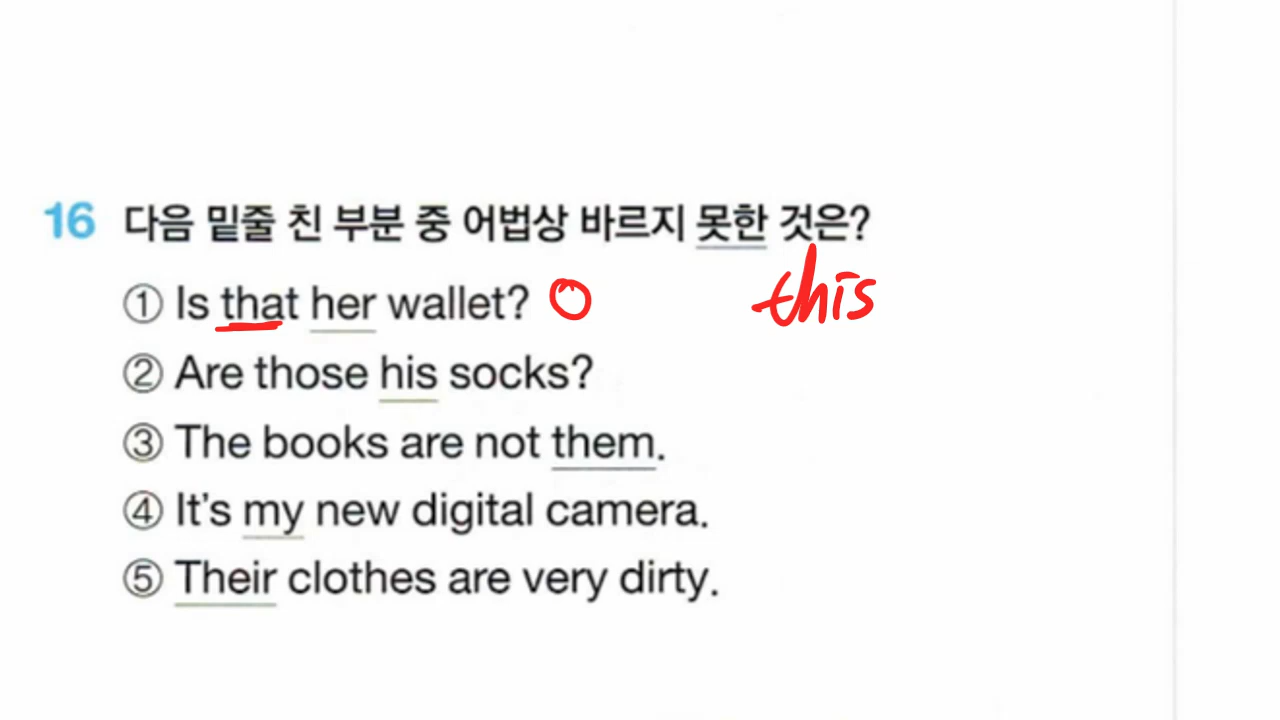 16 다음 밑줄 친 부분 중 어법상 바르지 못한 것은?
this
① Is that her wallet? O
② Are those his socks?
③ The books are not them.
④ It's my new digital camera.
⑤ Their clothes are very dirty.